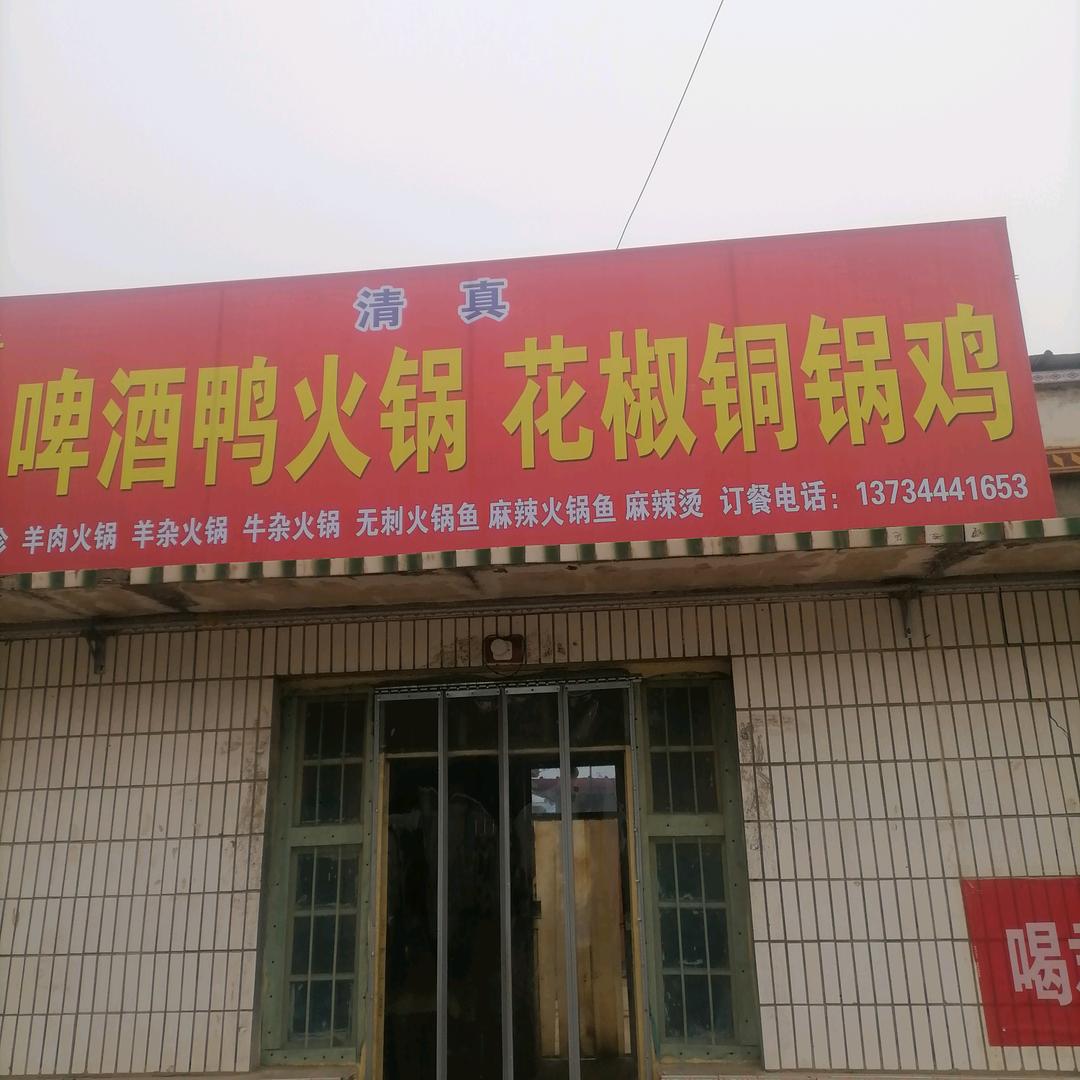 清真
啤酒鸭火锅 花椒铜锅鸡
羊肉火锅 羊杂火锅 牛杂火锅 无刺火锅鱼 麻辣火锅鱼 麻辣烫 订餐电话：13734441653
喝